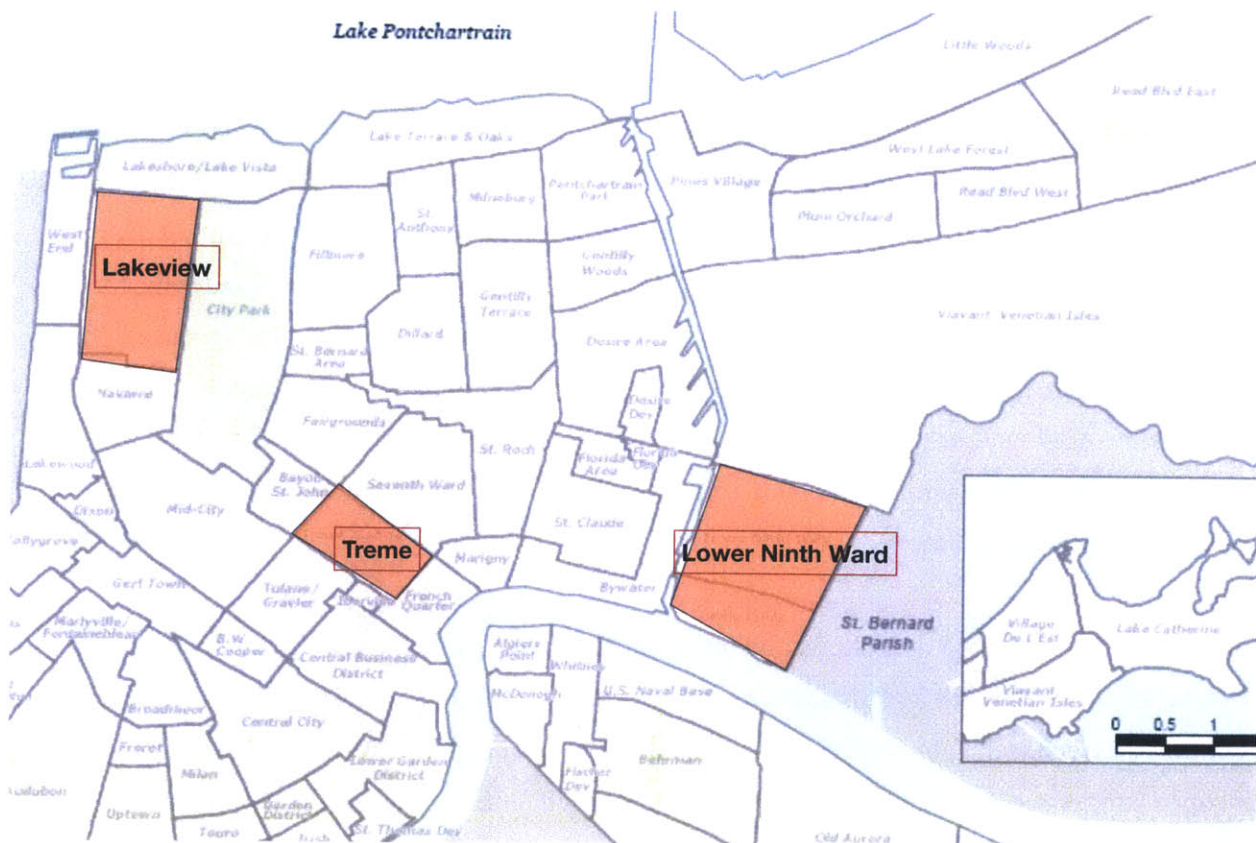 Lake Pontchartrain
Little Woods
Read Blvd East
Lake Terrace & Oaks
West Lake Forest
Lakeshore/Lake Vista
Pontchartrain
Park
Pines Village
Read Blvd West
Milneburg
St.
Anthony
Plum Orchard
West
End
Fillmore
Gentilly
Woods
Lakeview
City Park
Gentilly
Terrace
Viavant Venetian Isles
Dillard
Desire Area
St. Bernard
Area
Navarre
Desire
Dev
Fairgrounds
St. Roch
Lakewood
Florida
Area
Florida
Dev
Bayou
St. John
Seventh Ward
Dixon
Mid-City
St. Claude
Treme
Lower Ninth Ward
Marigny
Gert Town
Tulane/
Gravier
Iberville
French
Quarter
Bywater
St. Bernard
Parish
Marlyville/
Fontainebleau
B.W.
Cooper
Algiers
Point
Whitney
Village
De L'Est
Lake Catherine
Central Business
District
McDonogh
U.S. Naval Base
Viavant
Venetian Isles
Broadmoor
Central City
0 0.5 1
Freret
Milan
Lower Garden
District
Behrman
Fischer
Dev
Audubon
Uptown
Garden
District
Touro
Irish
St. Thomas Dev
Old Aurora